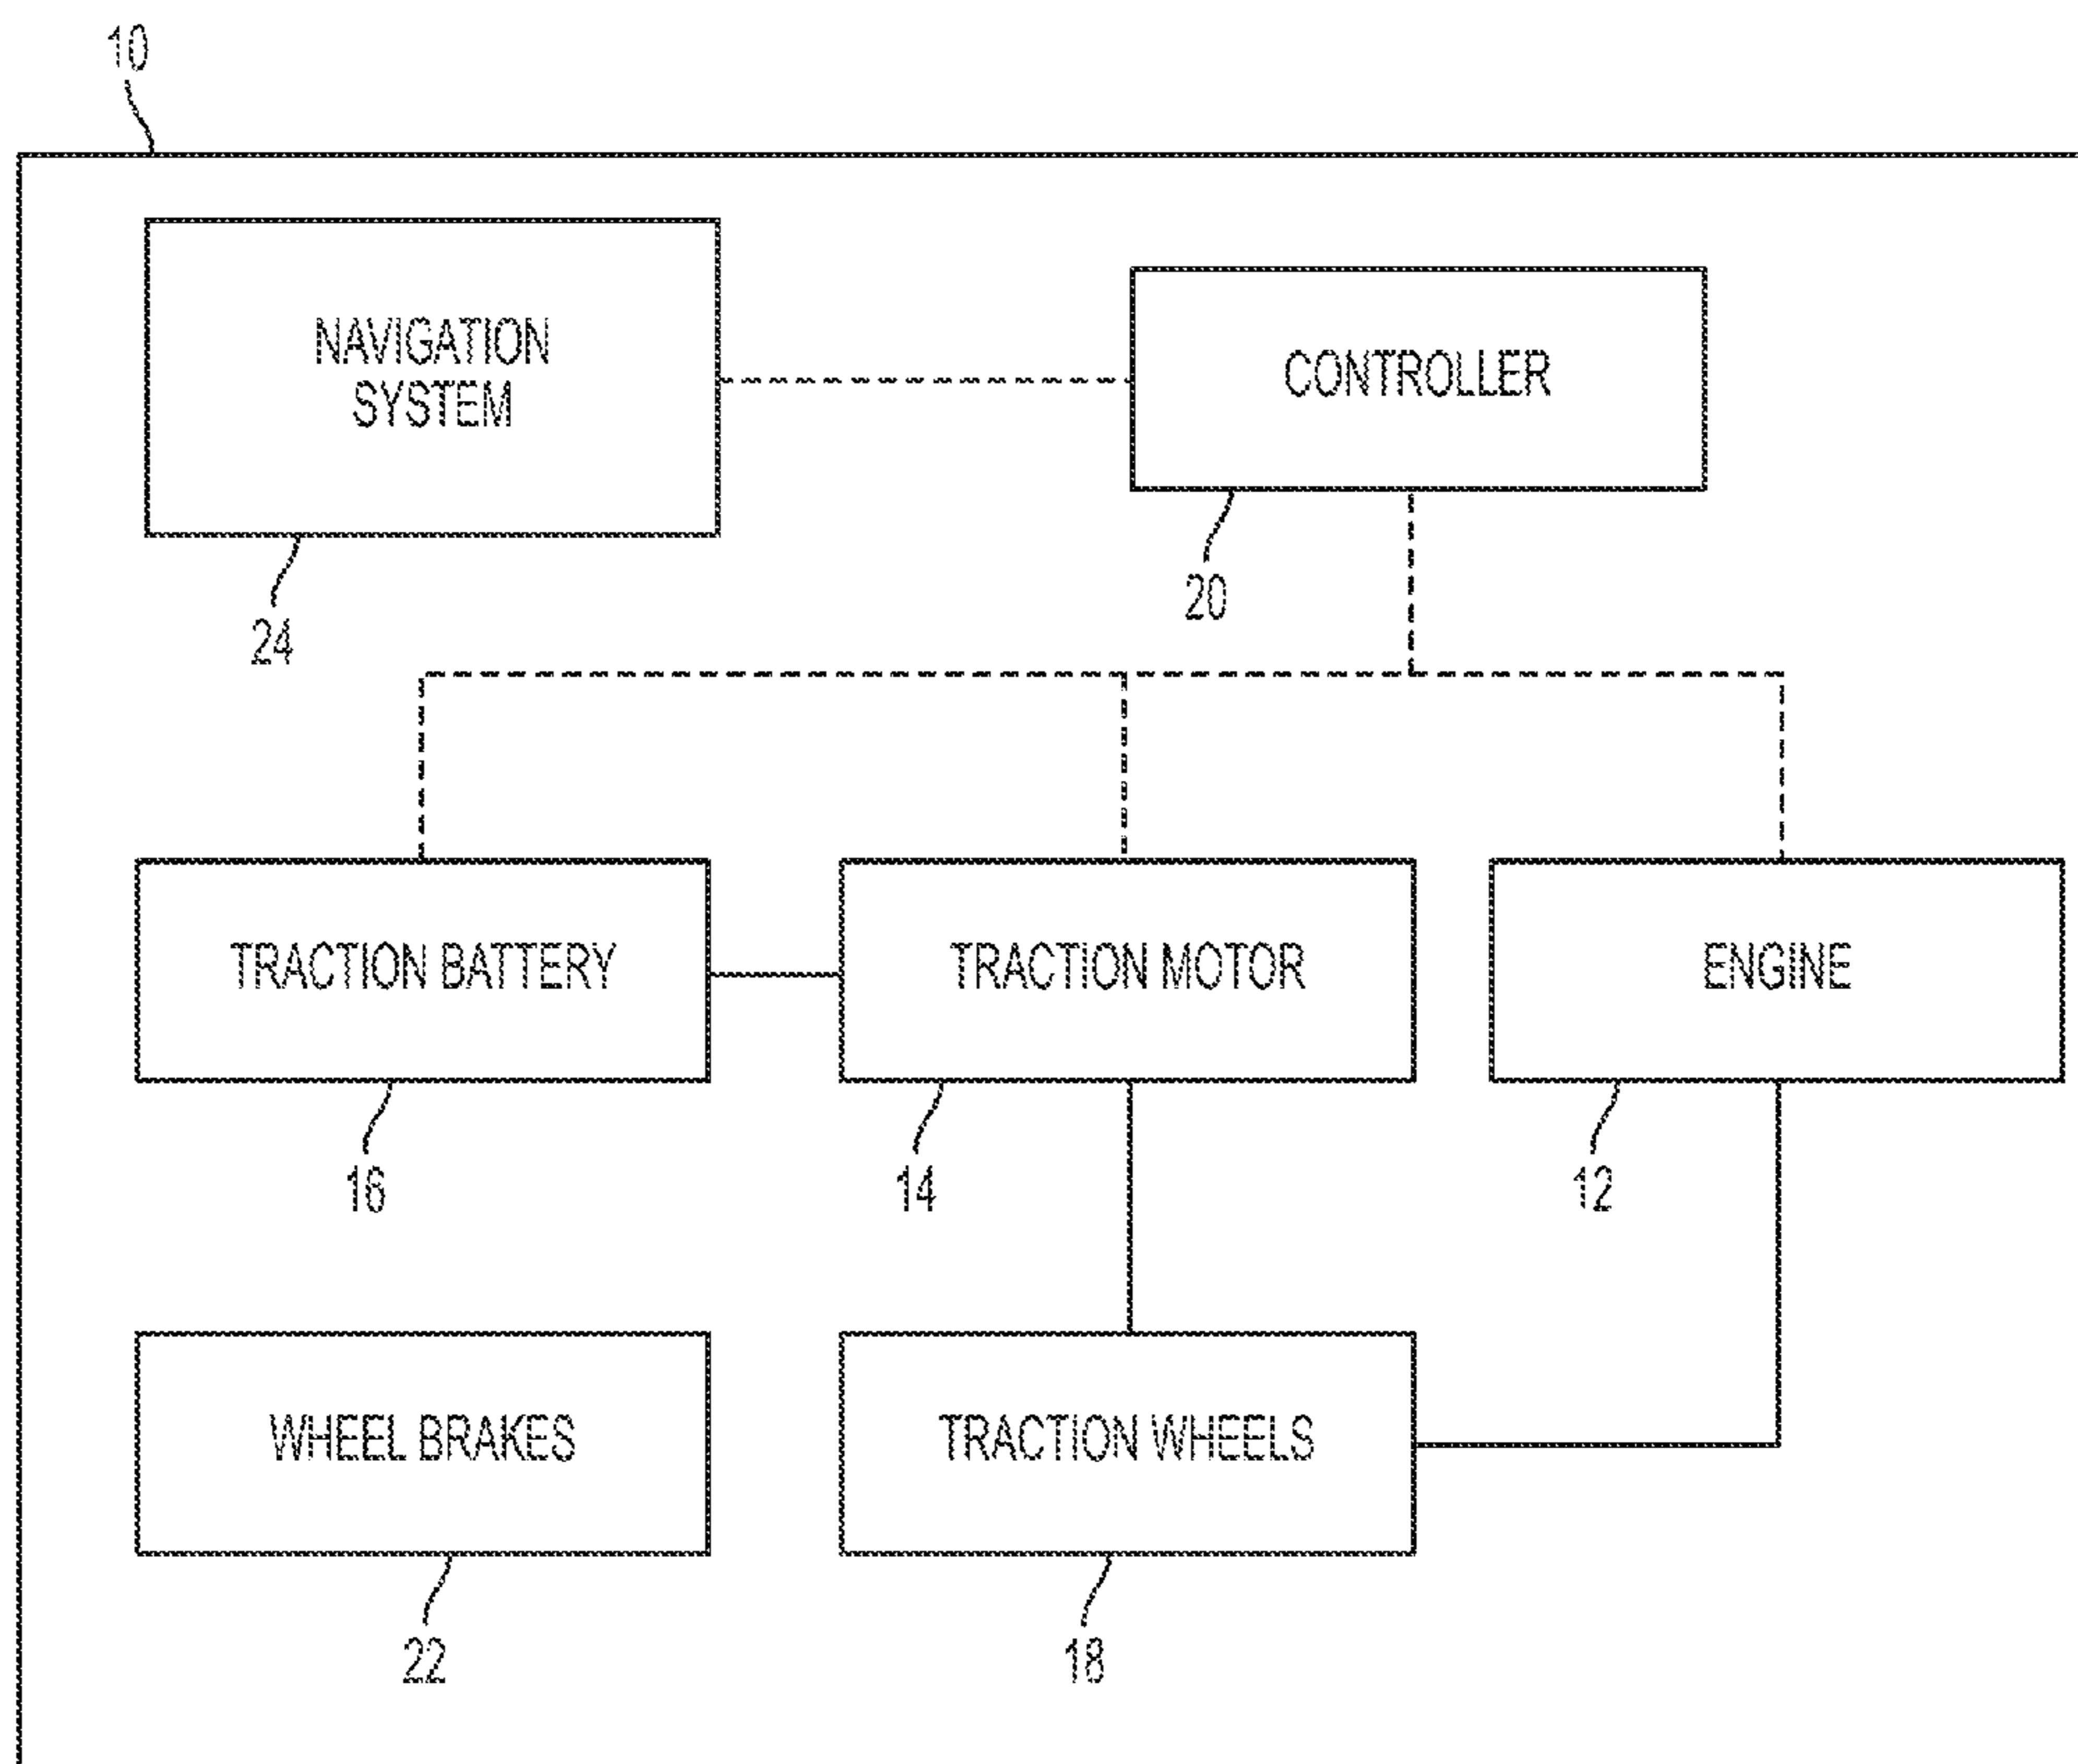 10
NAVIGATION
SYSTEM
CONTROLLER
24
20
TRACTION BATTERY
TRACTION MOTOR
ENGINE
16
14
12
WHEEL BRAKES
TRACTION WHEELS
22
18